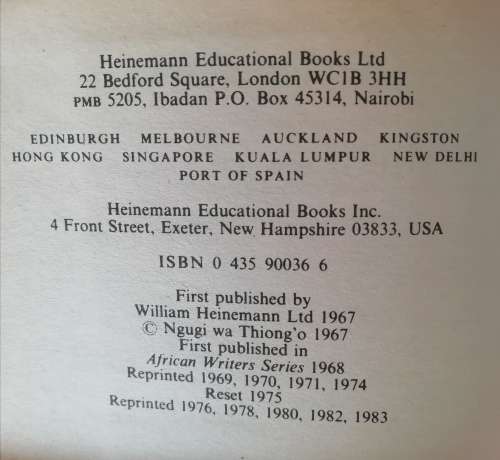 Heinemann Educational Books Ltd
22 Bedford Square, London WC1B 3HH
PMB 5205, Ibadan P.O. Box 45314, Nairobi
EDINBURGH MELBOURNE AUCKLAND KINGSTON
HONG KONG SINGAPORE KUALA LUMPUR NEW DELHI
PORT OF SPAIN
Heinemann Educational Books Inc.
4 Front Street, Exeter, New Hampshire 03833, USA
ISBN 0 435 90036 6
First published by
William Heinemann Ltd 1967
© Ngugi wa Thiong'o 1967
First published in
African Writers Series 1968
Reprinted 1969, 1970, 1971, 1974
Reset 1975
Reprinted 1976, 1978, 1980, 1982, 1983